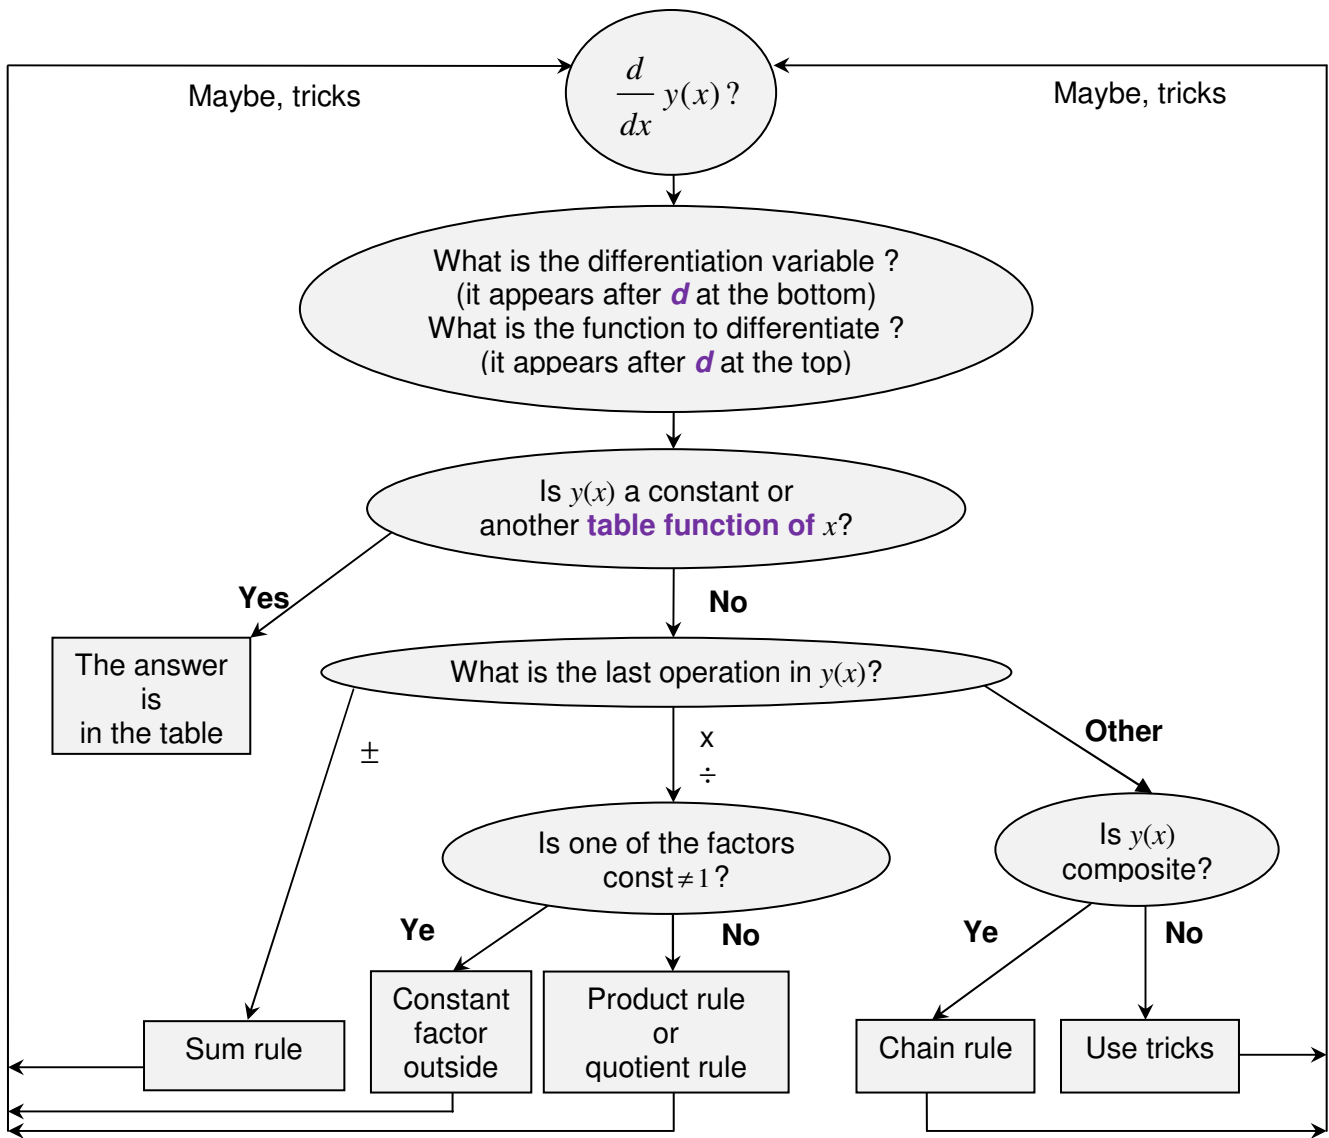 d
dx
y(x) ?
Maybe, tricks
Maybe, tricks
What is the differentiation variable ?
(it appears after d at the bottom)
What is the function to differentiate ?
(it appears after d at the top)
Is y(x) a constant or
another table function of x?
Yes
No
The answer
is
in the table
What is the last operation in y(x)?
±
x
÷
Other
Is one of the factors
const ≠ 1 ?
Is y(x)
composite?
Ye
No
Ye
No
Sum rule
Constant
factor
outside
Product rule
or
quotient rule
Chain rule
Use tricks